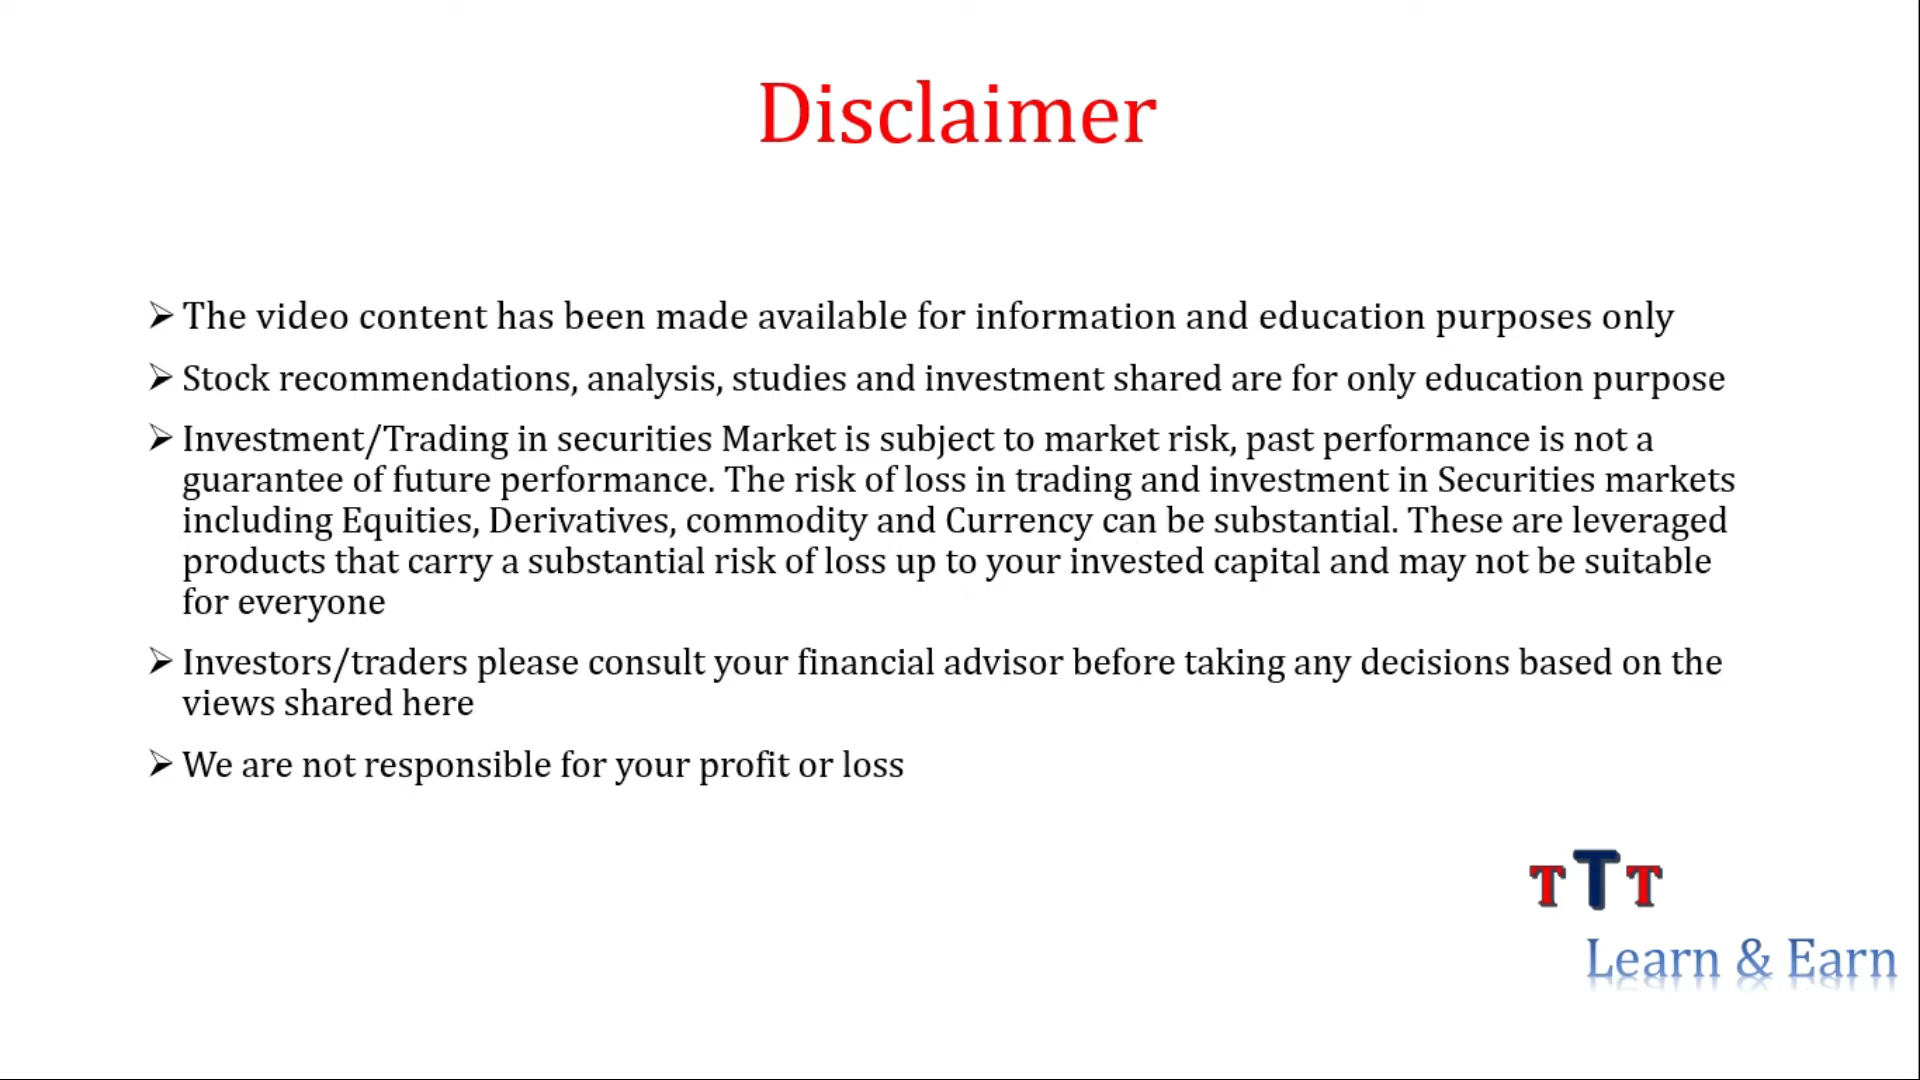 Disclaimer
➢ The video content has been made available for information and education purposes only
➢ Stock recommendations, analysis, studies and investment shared are for only education purpose
➢ Investment/Trading in securities Market is subject to market risk, past performance is not a
guarantee of future performance. The risk of loss in trading and investment in Securities markets
including Equities, Derivatives, commodity and Currency can be substantial. These are leveraged
products that carry a substantial risk of loss up to your invested capital and may not be suitable
for everyone
➢ Investors/traders please consult your financial advisor before taking any decisions based on the
views shared here
➢ We are not responsible for your profit or loss
TTT
Learn & Earn